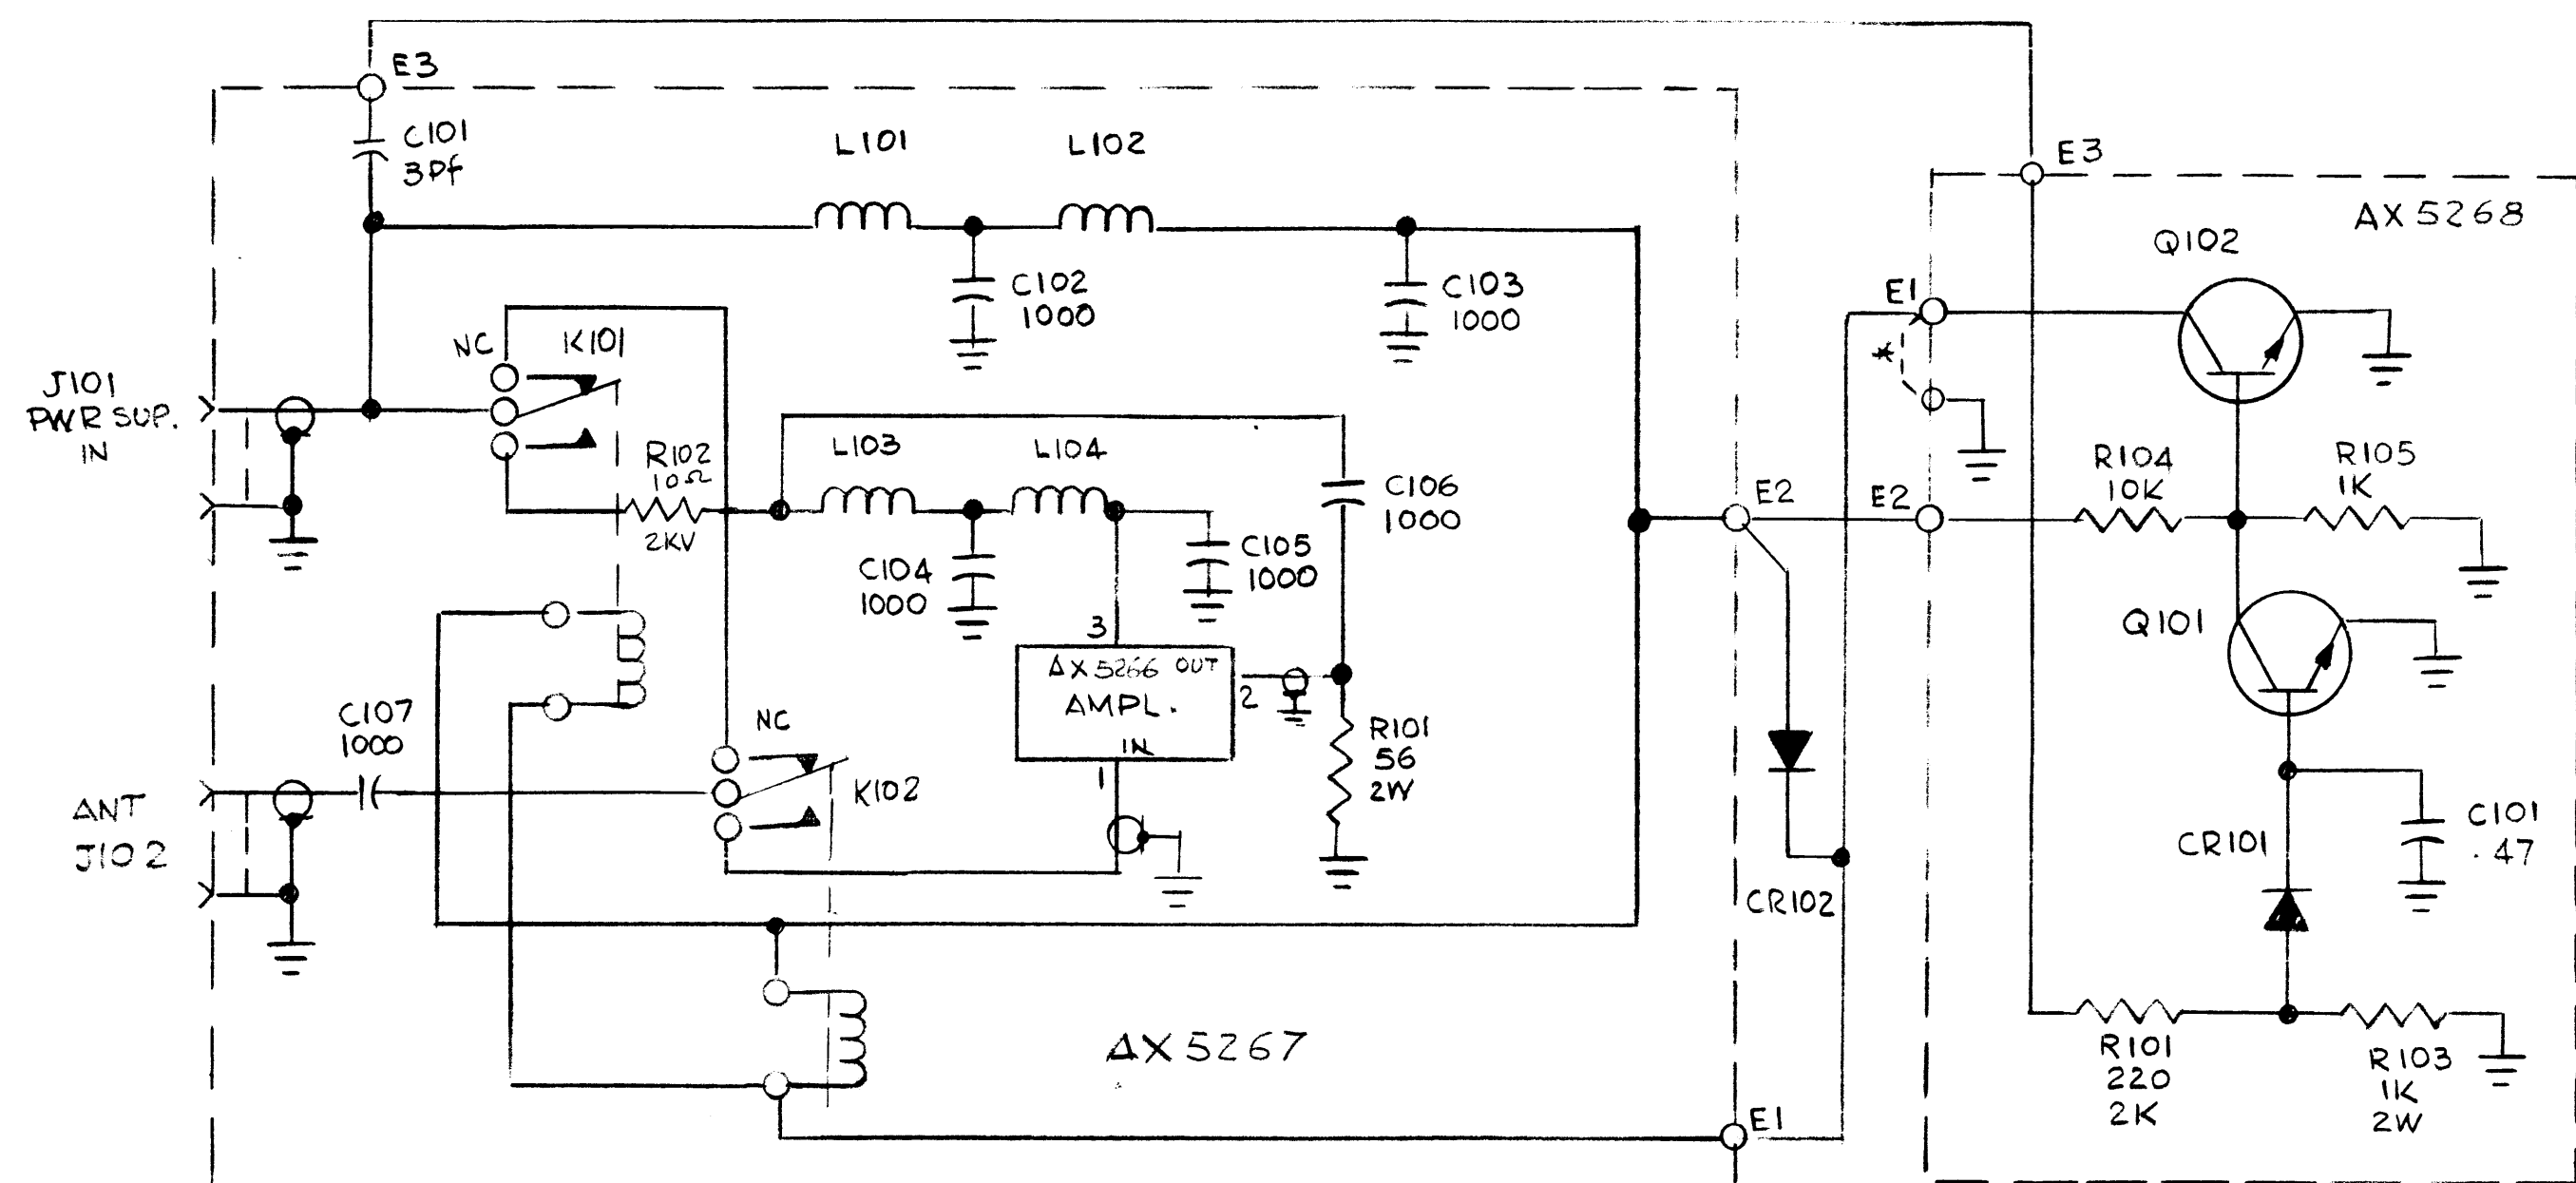 E3
C101
3Pf
L101
L102
E3
AX 5268
Q102
C102
1000
C103
1000
E1
*
NC
K101
J101
PWR SUP.
IN
R102
10Ω
2KV
L103
L104
C106
1000
E2
E2
R104
10K
R105
1K
C104
1000
C105
1000
3
AX 5266 OUT
AMPL.
IN
2
1
Q101
C107
1000
NC
K102
R101
56
2W
ANT
J102
CR102
CR101
C101
.47
AX 5267
E1
R101
220
2K
R103
1K
2W